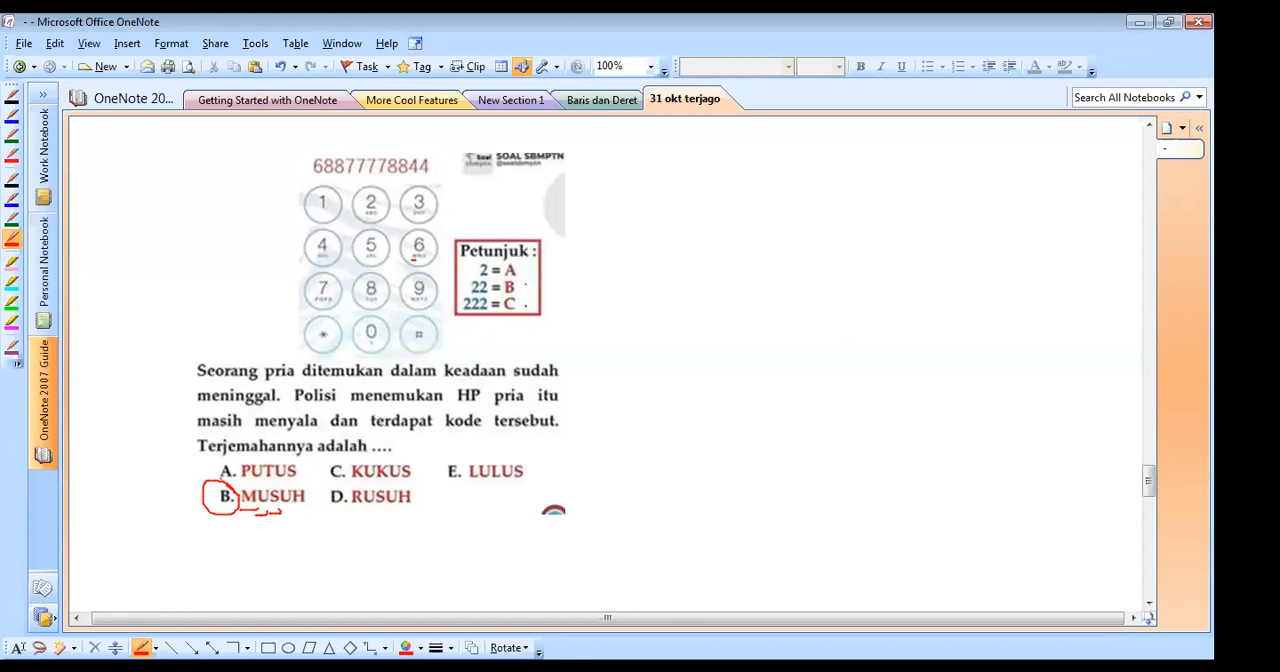 - - Microsoft Office OneNote
File Edit View Insert Format Share Tools Table Window Help
New Task Tag Clip 100% B I U A ab
OneNote 20... Getting Started with OneNote More Cool Features New Section 1 Baris dan Deret 31 okt terjago Search All Notebooks
Work Notebook
Personal Notebook
OneNote 2007 Guide
-
68877778844
Soal SOAL SBMPTN
sbmptn @soalsbmptn
1 2 3
4 5 6
7 8 9
* 0 #
Petunjuk :
2 = A
22 = B
222 = C
Seorang pria ditemukan dalam keadaan sudah
meninggal. Polisi menemukan HP pria itu
masih menyala dan terdapat kode tersebut.
Terjemahannya adalah ....
A. PUTUS C. KUKUS E. LULUS
B. MUSUH D. RUSUH
A Rotate